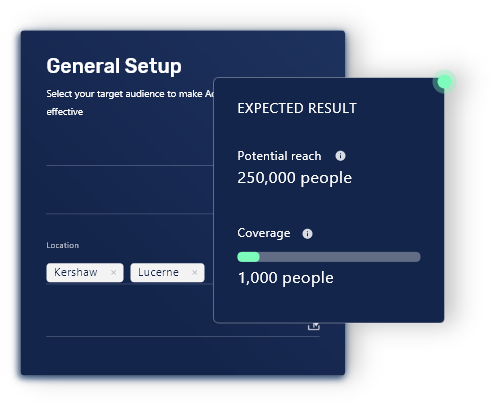 General Setup
Select your target audience to make
effective
Location
Kershaw ×
Lucerne ×
EXPECTED RESULT
Potential reach
250,000 people
Coverage
1,000 people